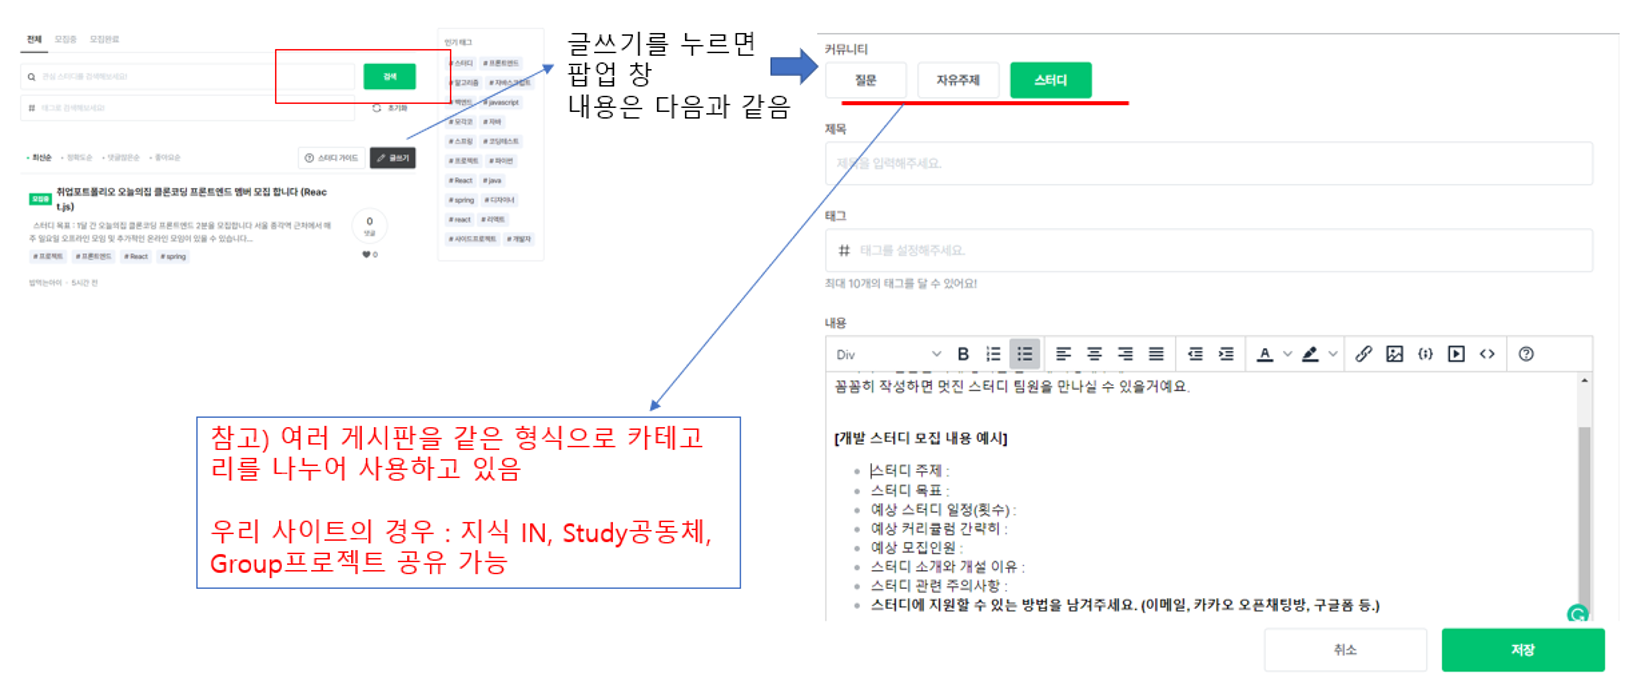 전체 모집중 모집완료
관심 스터디를 검색해보세요!
검색
# 태그로 검색해보세요!
초기화
• 최신순 • 정확도순 • 댓글많은순 • 좋아요순
스터디 가이드
글쓰기
모집중
취업포트폴리오 오늘의집 클론코딩 프론트엔드 멤버 모집 합니다 (Reac
t.js)
스터디 목표 : 1달 간 오늘의집 클론코딩 프론트엔드 2분을 모집합니다 서울 종각역 근처에서 매
주 일요일 오프라인 모임 및 추가적인 온라인 모임이 있을 수 있습니다...
# 프로젝트 # 프론트엔드 # React # spring
0
댓글
0
5시간 전
인기 태그
# 스터디 # 프론트엔드
# 알고리즘 # 자바스크립트
# 백엔드 # javascript
# 모각코 # 자바
# 스프링 # 코딩테스트
# 프로젝트 # 파이썬
# React # java
# spring # 디자이너
# react # 리액트
# 사이드프로젝트 # 개발자
글쓰기를 누르면
팝업 창
내용은 다음과 같음
참고) 여러 게시판을 같은 형식으로 카테고
리를 나누어 사용하고 있음
우리 사이트의 경우 : 지식 IN, Study공동체,
Group프로젝트 공유 가능
커뮤니티
질문 자유주제 스터디
제목
제목을 입력해주세요.
태그
# 태그를 설정해주세요.
최대 10개의 태그를 달 수 있어요!
내용
Div
꼼꼼히 작성하면 멋진 스터디 팀원을 만나실 수 있을거예요.
[개발 스터디 모집 내용 예시]
스터디 주제 :
스터디 목표 :
예상 스터디 일정(횟수) :
예상 커리큘럼 간략히 :
예상 모집인원 :
스터디 소개와 개설 이유 :
스터디 관련 주의사항 :
스터디에 지원할 수 있는 방법을 남겨주세요. (이메일, 카카오 오픈채팅방, 구글폼 등.)
취소 저장